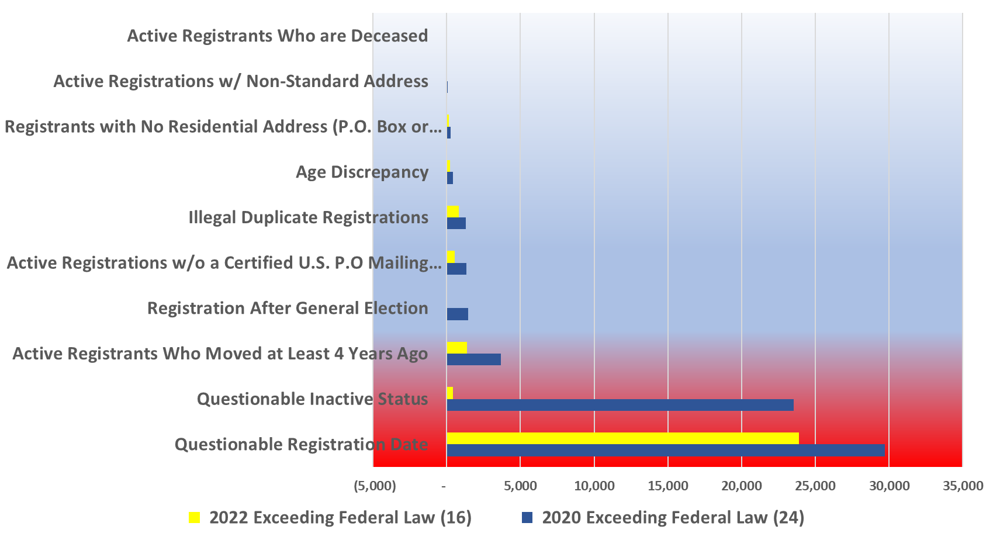 Active Registrants Who are Deceased
Active Registrations w/ Non-Standard Address
Registrants with No Residential Address (P.O. Box or...
Age Discrepancy
Illegal Duplicate Registrations
Active Registrations w/o a Certified U.S. P.O Mailing...
Registration After General Election
Active Registrants Who Moved at Least 4 Years Ago
Questionable Inactive Status
Questionable Registration Date
(5,000) - 5,000 10,000 15,000 20,000 25,000 30,000 35,000
2022 Exceeding Federal Law (16) 2020 Exceeding Federal Law (24)